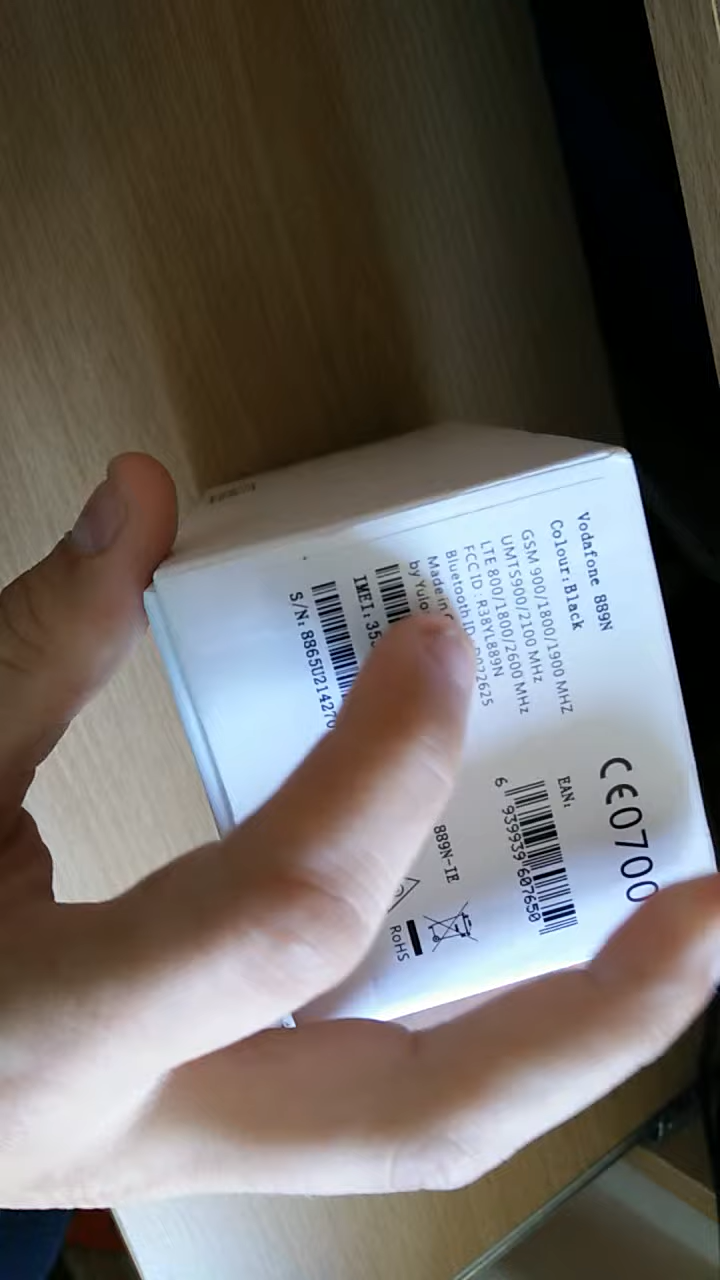 Vodafone 889N
Colour: Black
GSM 900/1800/1900 MHZ
UMTS900/2100 MHz
LTE 800/1800/2600 MHz
FCC ID : R38YL889N
Bluetooth ID: D022625
Made in
by
IMEI: 35
S/N: 8865U214270
CE0700
EAN:
6 939939 607650
889N-IE
RoHS